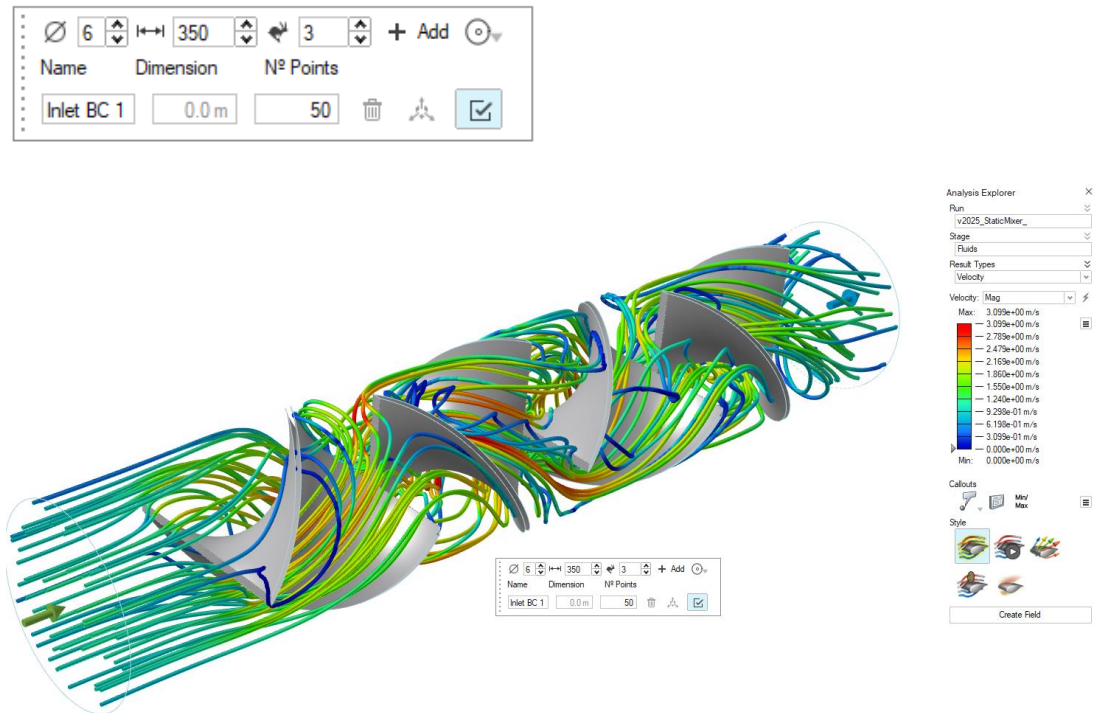 6 350 3 + Add
Name Dimension Nº Points
Inlet BC 1 0.0 m 50
Analysis Explorer
Run
v2025_StaticMixer_
Stage
Fluids
Result Types
Velocity
Velocity: Mag
Max: 3.099e+00 m/s
3.099e+00 m/s
2.789e+00 m/s
2.479e+00 m/s
2.169e+00 m/s
1.860e+00 m/s
1.550e+00 m/s
1.240e+00 m/s
9.298e-01 m/s
6.198e-01 m/s
3.099e-01 m/s
0.000e+00 m/s
Min: 0.000e+00 m/s
Callouts
Min/
Max
Style
Create Field
6 350 3 + Add
Name Dimension Nº Points
Inlet BC 1 0.0 m 50